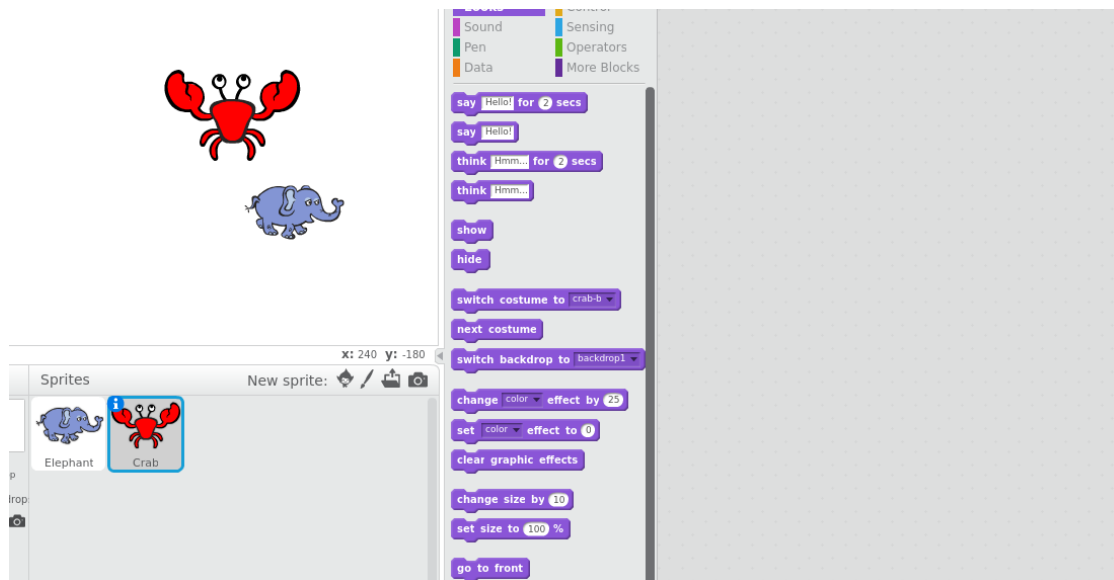 Looks Control
Sound Sensing
Pen Operators
Data More Blocks
say Hello! for 2 secs
say Hello!
think Hmm... for 2 secs
think Hmm...
show
hide
switch costume to crab-b
next costume
switch backdrop to backdrop1
change color effect by 25
set color effect to 0
clear graphic effects
change size by 10
set size to 100 %
go to front
x: 240 y: -180
Sprites New sprite:
i
Elephant Crab
p
drop